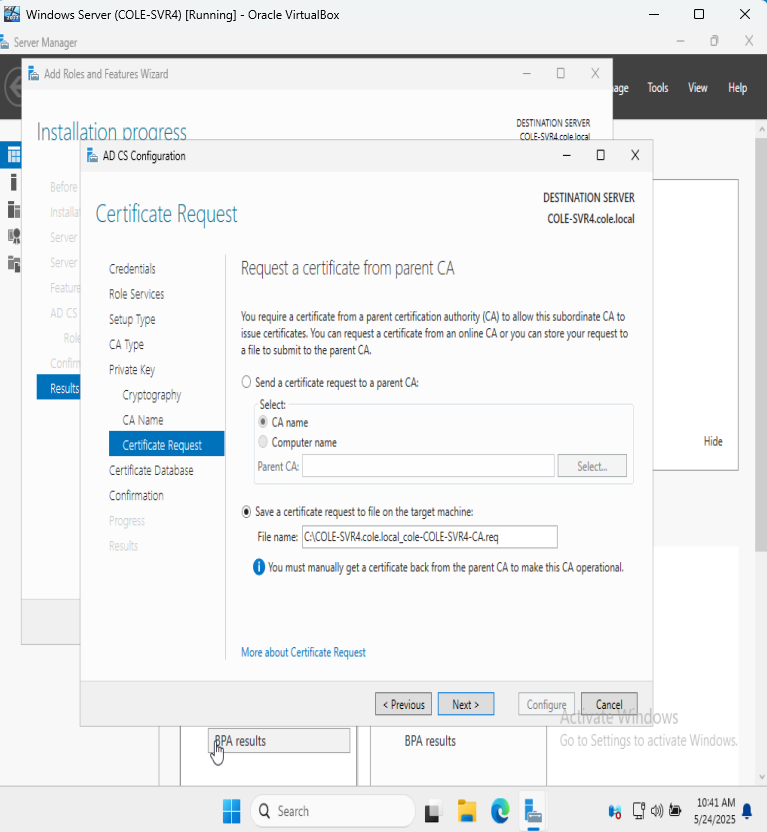 Windows Server (COLE-SVR4) [Running] - Oracle VirtualBox
Server Manager
Add Roles and Features Wizard
Tools View Help
Installation progress
DESTINATION SERVER
COLE-SVR4.cole.local
AD CS Configuration
Before
Server
Server
AD CS
Results
Certificate Request
DESTINATION SERVER
COLE-SVR4.cole.local
Credentials
Role Services
Setup Type
CA Type
Private Key
Cryptography
CA Name
Certificate Request
Certificate Database
Confirmation
Progress
Results
Request a certificate from parent CA
You require a certificate from a parent certification authority (CA) to allow this subordinate CA to
issue certificates. You can request a certificate from an online CA or you can store your request to
a file to submit to the parent CA.
Send a certificate request to a parent CA:
Select:
CA name
Computer name
Parent CA:
Select...
Save a certificate request to file on the target machine:
File name: C:\COLE-SVR4.cole.local_cole-COLE-SVR4-CA.req
You must manually get a certificate back from the parent CA to make this CA operational.
More about Certificate Request
< Previous Next > Configure Cancel
Hide
BPA results
BPA results
Activate Windows
Go to Settings to activate Windows.
Search
10:41 AM
5/24/2025